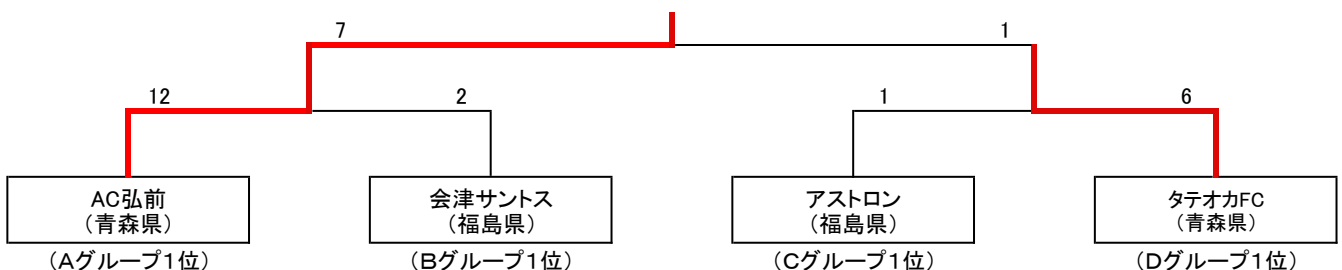 7 1
12 2 1 6
AC弘前 会津サントス アストロン タテオカFC
(青森県) (福島県) (福島県) (青森県)
(Aグループ1位) (Bグループ1位) (Cグループ1位) (Dグループ1位)